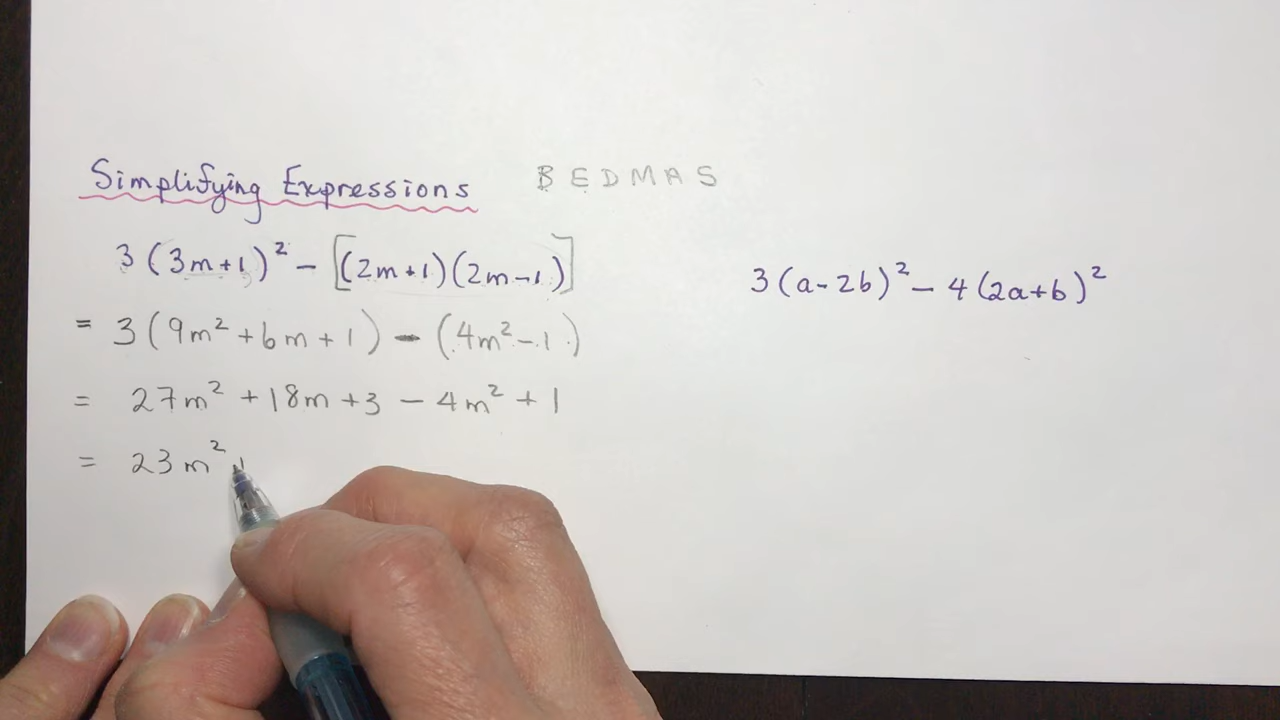 Simplifying Expressions BEDMAS
3(3m+1)² - [(2m+1)(2m-1)]
= 3(9m²+6m+1) - (4m²-1)
= 27m² + 18m + 3 - 4m² + 1
= 23m² +
3(a-2b)² - 4(2a+b)²